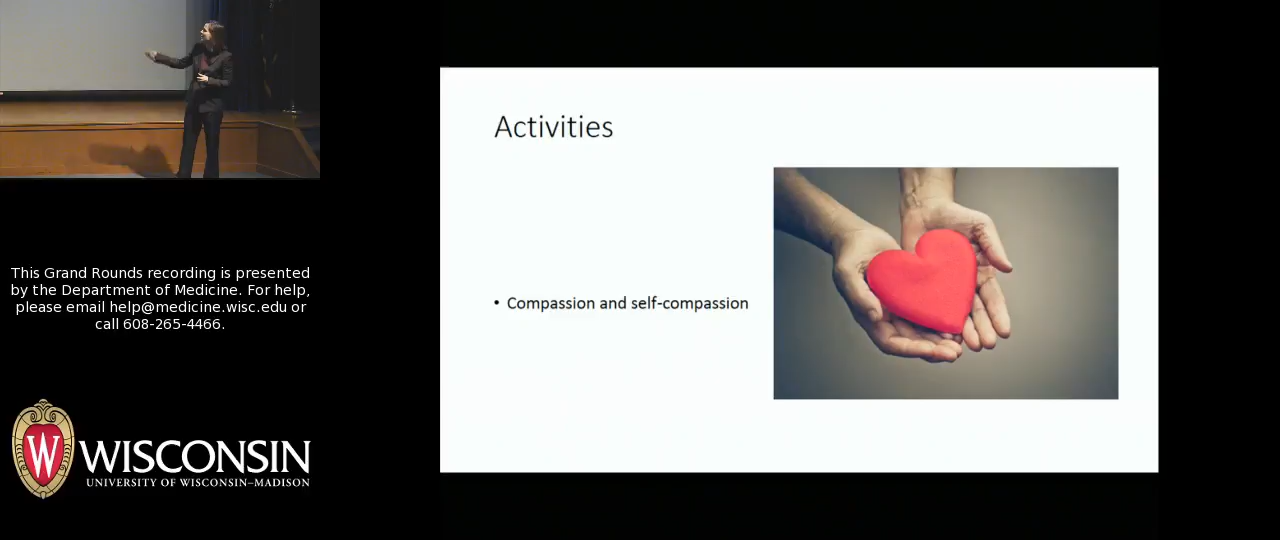 This Grand Rounds recording is presented
by the Department of Medicine. For help,
please email help@medicine.wisc.edu or
call 608-265-4466.
W
WISCONSIN
UNIVERSITY OF WISCONSIN–MADISON
Activities
• Compassion and self-compassion